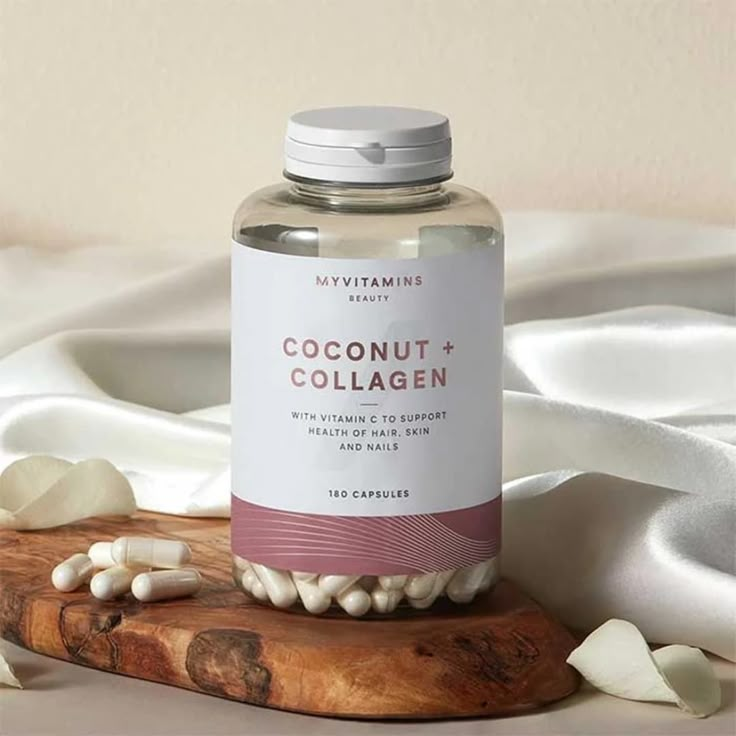 MYVITAMINS
BEAUTY
COCONUT +
COLLAGEN
WITH VITAMIN C TO SUPPORT
HEALTH OF HAIR, SKIN
AND NAILS
180 CAPSULES